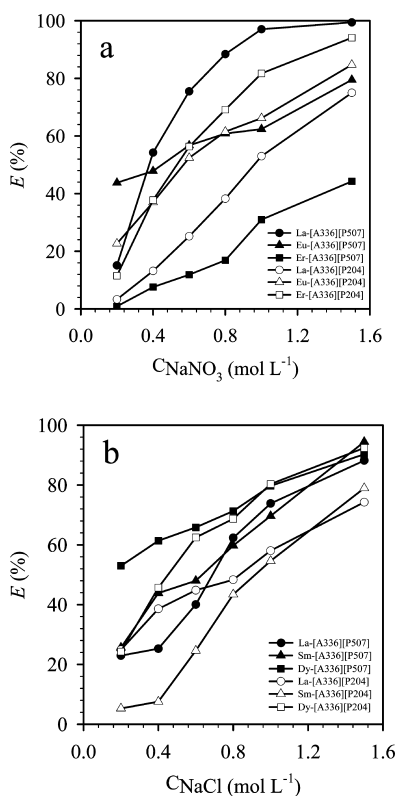 a
100
80
60
40
20
0
E (%)
La-[A336][P507]
Eu-[A336][P507]
Er-[A336][P507]
La-[A336][P204]
Eu-[A336][P204]
Er-[A336][P204]
0.0 0.4 0.8 1.2 1.6
CNaNO₃ (mol L⁻¹)
b
100
80
60
40
20
0
E (%)
La-[A336][P507]
Sm-[A336][P507]
Dy-[A336][P507]
La-[A336][P204]
Sm-[A336][P204]
Dy-[A336][P204]
0.0 0.4 0.8 1.2 1.6
CNaCl (mol L⁻¹)